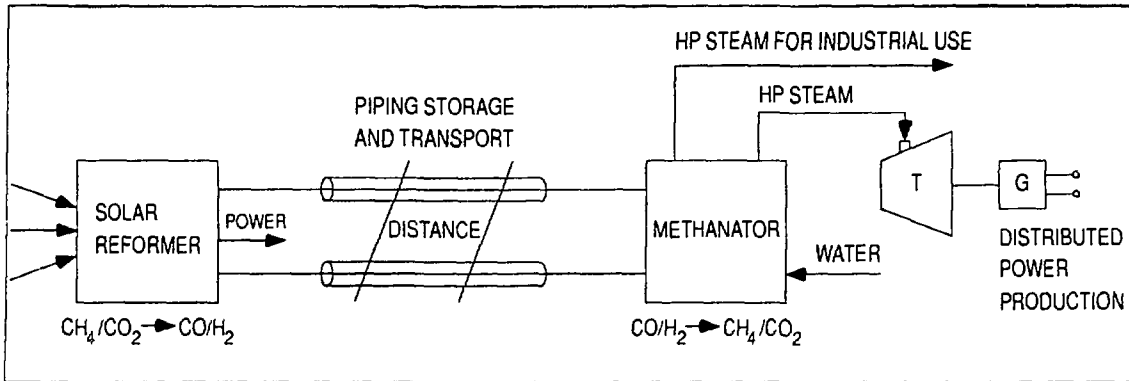 HP STEAM FOR INDUSTRIAL USE
HP STEAM
PIPING STORAGE
AND TRANSPORT
SOLAR
REFORMER
POWER
DISTANCE
METHANATOR
WATER
T
G
DISTRIBUTED
POWER
PRODUCTION
CH₄/CO₂ → CO/H₂
CO/H₂ → CH₄/CO₂